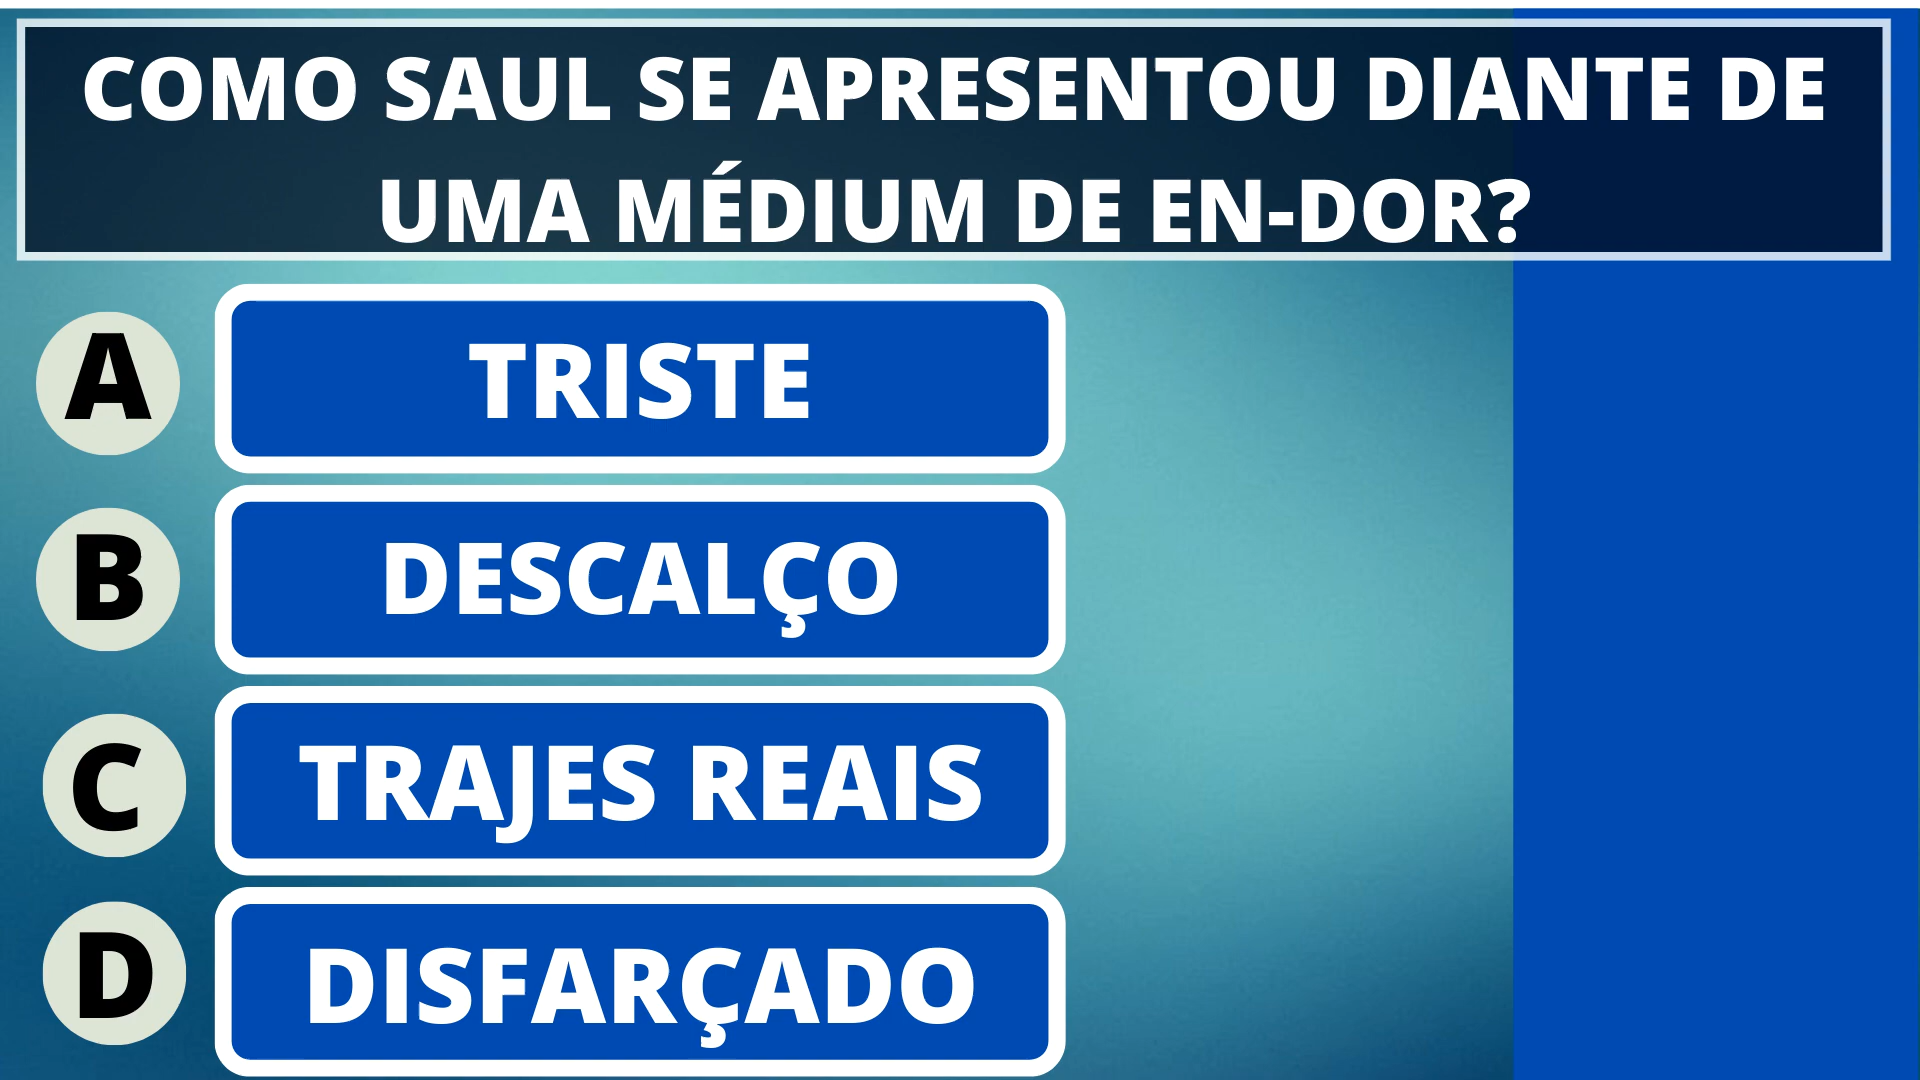 COMO SAUL SE APRESENTOU DIANTE DE
UMA MÉDIUM DE EN-DOR?
A
TRISTE
B
DESCALÇO
C
TRAJES REAIS
D
DISFARÇADO